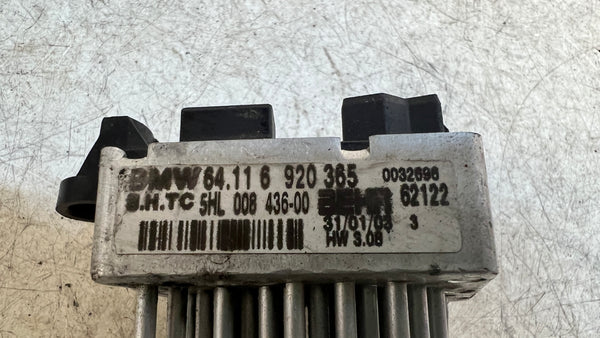 BMW 64.11 6 920 365 0032696
B.H.TC 5HL 008 436-00 BEHR 62122
31/01/03 3
HW 3.08